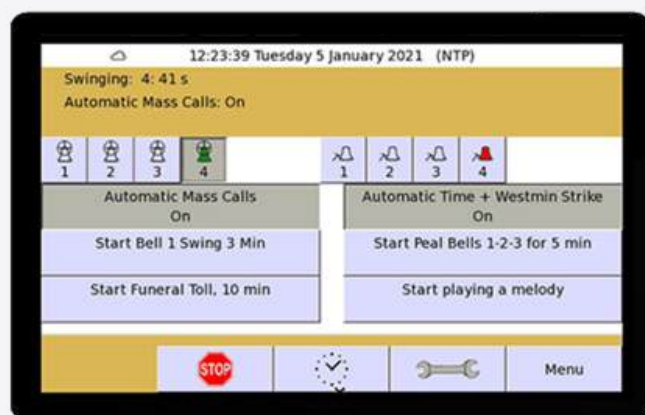 12:23:39 Tuesday 5 January 2021 (NTP)
Swinging: 4: 41 s
Automatic Mass Calls: On
1 2 3 4 1 2 3 4
Automatic Mass Calls
On
Automatic Time + Westmin Strike
On
Start Bell 1 Swing 3 Min
Start Peal Bells 1-2-3 for 5 min
Start Funeral Toll, 10 min
Start playing a melody
STOP
Menu